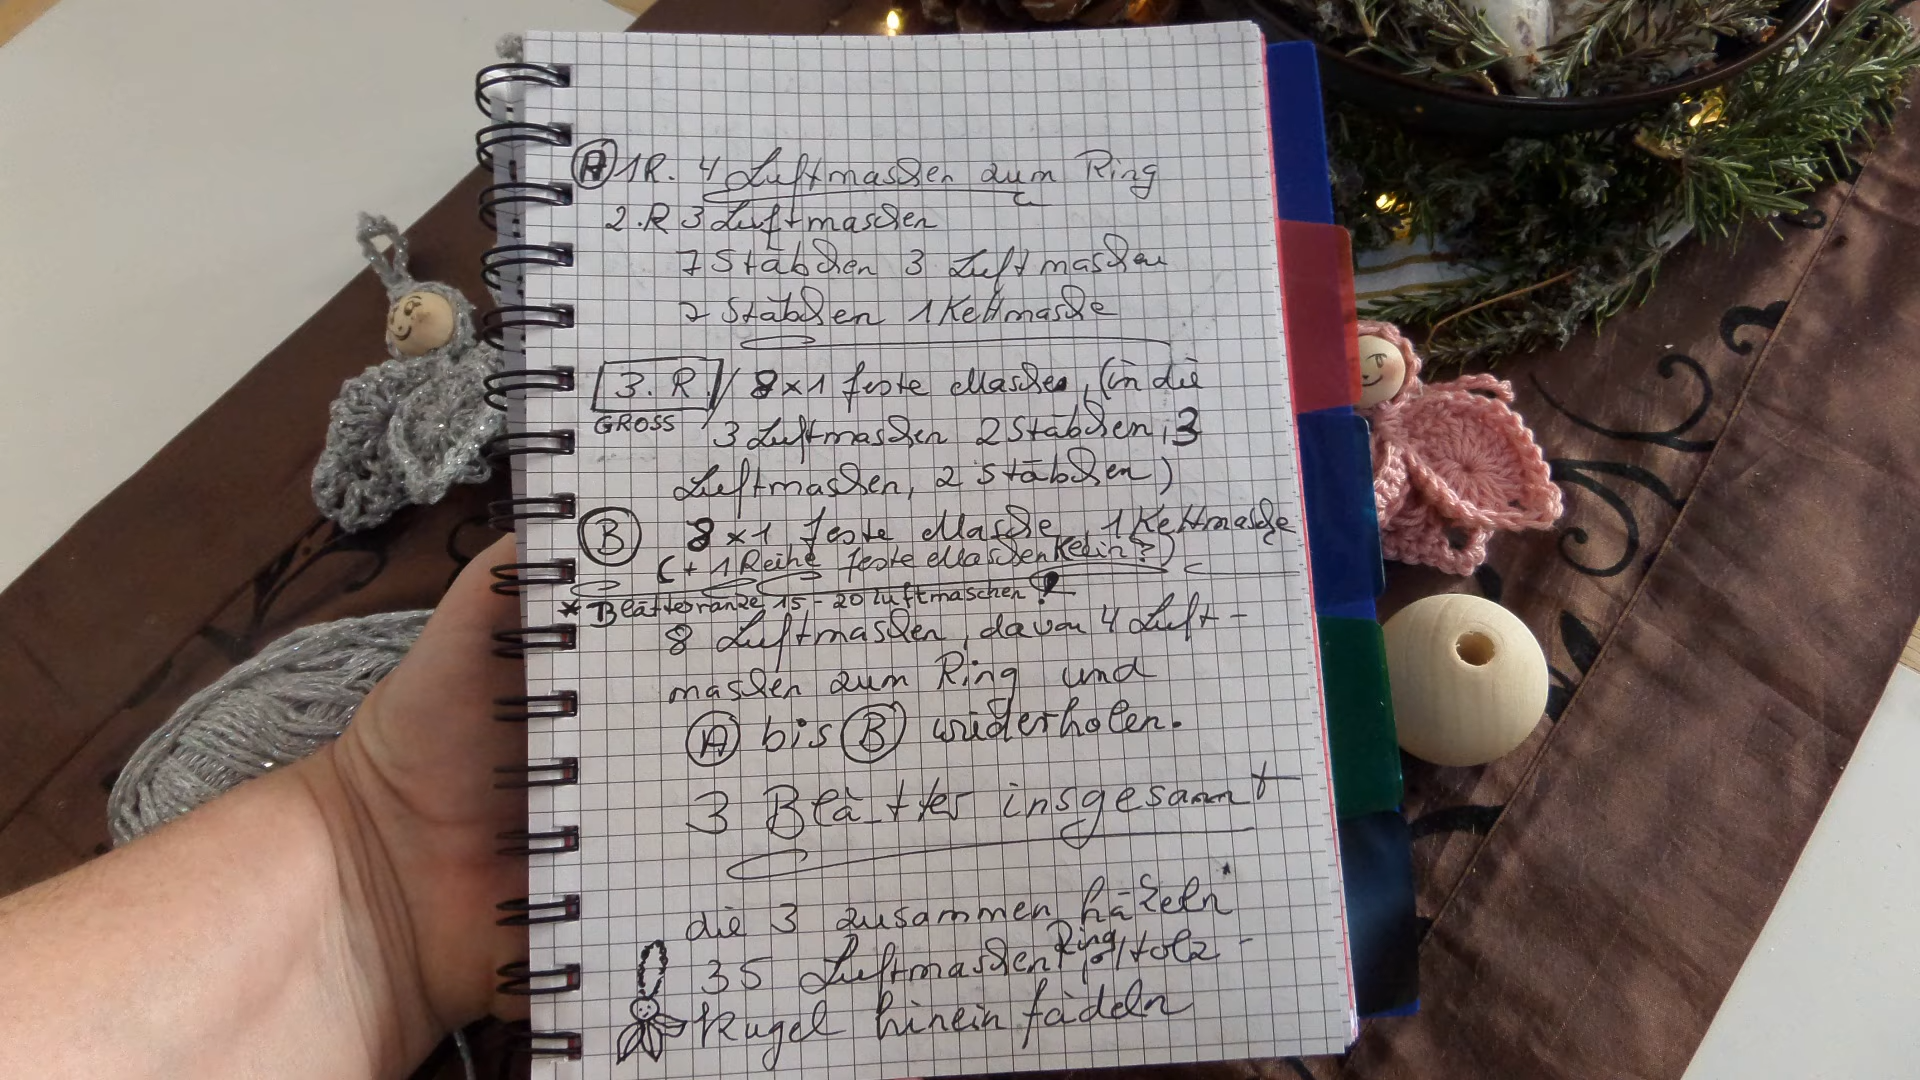 Ⓐ 1R. 4 Luftmaschen zum Ring
2.R 3 Luftmaschen
7 Stäbchen 3 Luftmaschen
7 Stäbchen 1 Kettmasche
3. R 8x1 feste Masche, (in die
GROSS 3 Luftmaschen 2 Stäbchen, 3
Luftmaschen, 2 Stäbchen)
Ⓑ 8x1 feste Masche, 1 Kettmasche
(+ 1 Reihe feste Maschen
* Blätterranke 15-20 Luftmaschen
8 Luftmaschen, davon 4 Luft-
maschen zum Ring und
Ⓐ bis Ⓑ wiederholen.
3 Blätter insgesamt
die 3 zusammen häkeln
35 Luftmaschen Ring, Holz-
kugel hinein fädeln